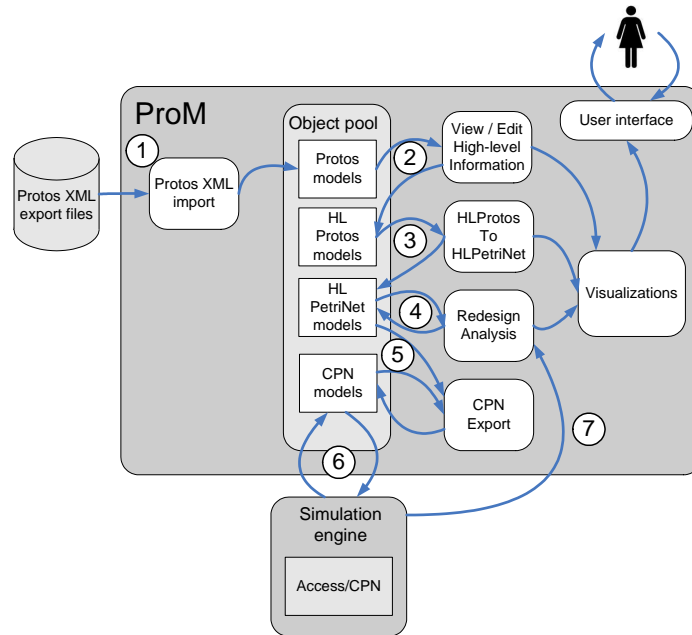 ProM
1
Protos XML
export files
Protos XML
import
Object pool
Protos
models
HL
Protos
models
HL
PetriNet
models
CPN
models
2
View / Edit
High-level
Information
3
HLProtos
To
HLPetriNet
4
Redesign
Analysis
5
CPN
Export
User interface
Visualizations
6
7
Simulation
engine
Access/CPN